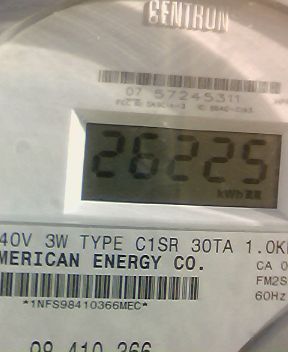 CENTRON
07 57245311
26225
kWh
40V 3W TYPE C1SR 30TA 1.0K
MERICAN ENERGY CO.
CA 0
FM2S
60Hz
*1NFS98410366MEC*
98 410 366